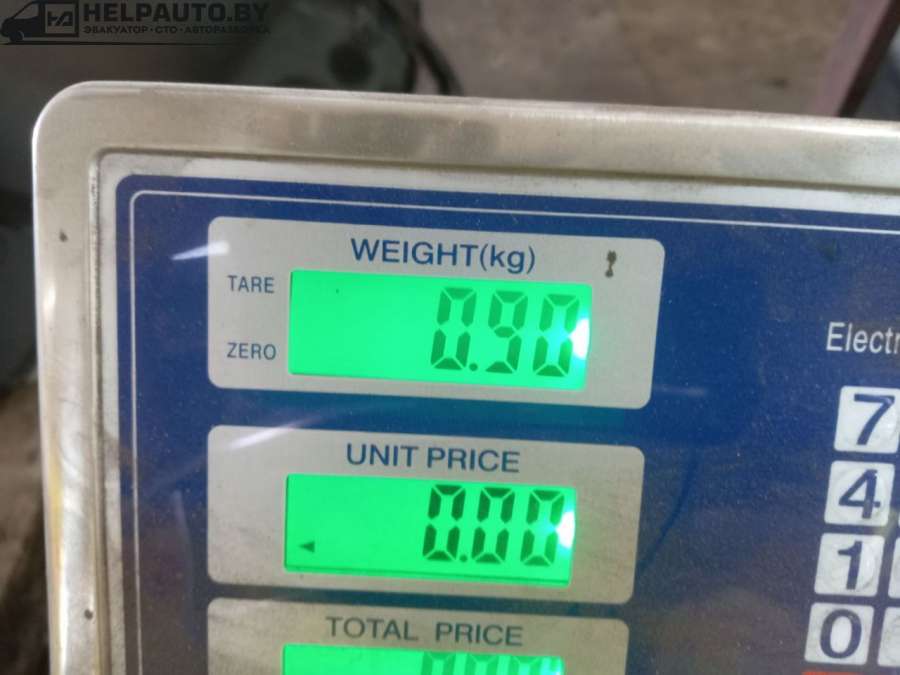 HELPAUTO.BY
ЭВАКУАТОР · СТО · АВТОРАЗБОРКА
WEIGHT(kg)
TARE
0.90
ZERO
Electr
UNIT PRICE
0.00
7
4
1
0
TOTAL PRICE